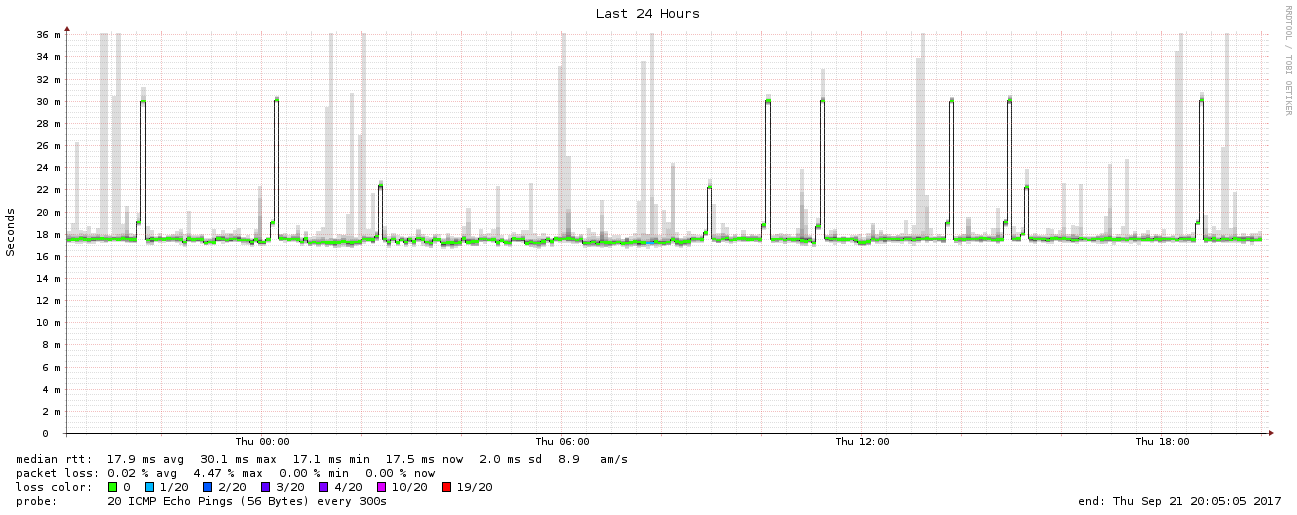 Last 24 Hours
RRDTOOL / TOBI OETIKER
Seconds
36 m
34 m
32 m
30 m
28 m
26 m
24 m
22 m
20 m
18 m
16 m
14 m
12 m
10 m
8 m
6 m
4 m
2 m
0
Thu 00:00 Thu 06:00 Thu 12:00 Thu 18:00
median rtt: 17.9 ms avg 30.1 ms max 17.1 ms min 17.5 ms now 2.0 ms sd 8.9 am/s
packet loss: 0.02 % avg 4.47 % max 0.00 % min 0.00 % now
loss color: 0 1/20 2/20 3/20 4/20 10/20 19/20
probe: 20 ICMP Echo Pings (56 Bytes) every 300s end: Thu Sep 21 20:05:05 2017